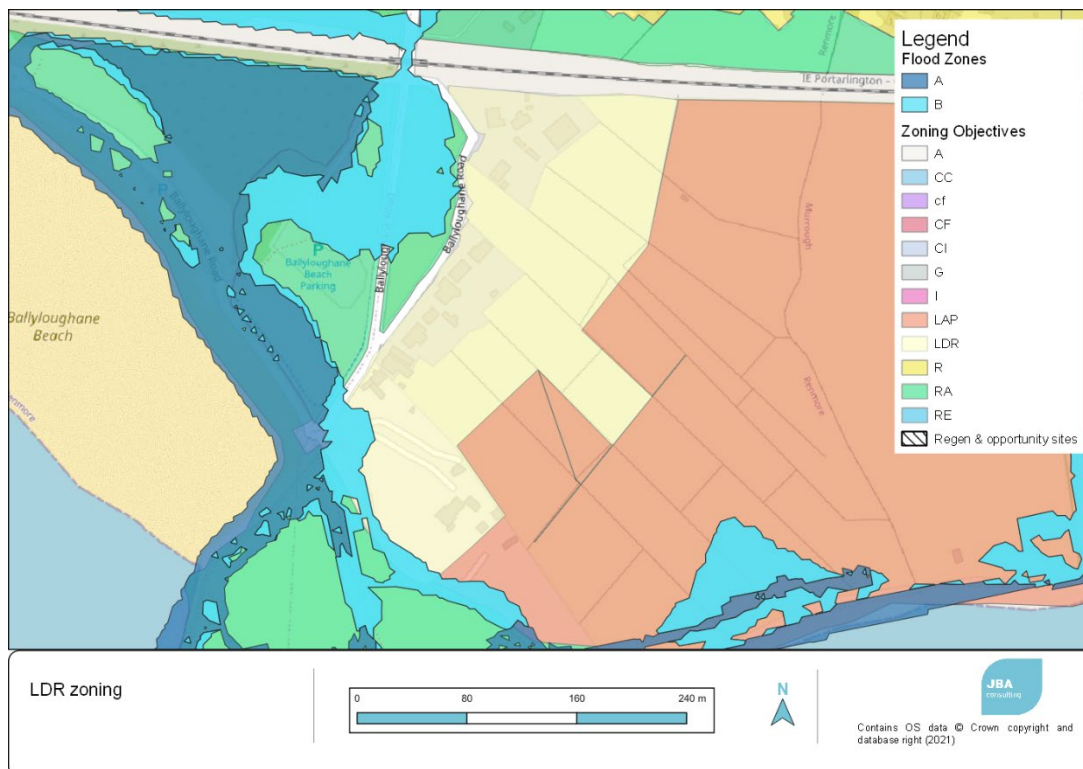 Renmore
IE Portarlington -
Legend
Flood Zones
A
B
Zoning Objectives
A
CC
cf
CF
CI
G
I
LAP
LDR
R
RA
RE
Regen & opportunity sites
P
Ballyloughane Road
Ballyloughane Road
Ballylough
P
Ballyloughane
Beach
Parking
Ballyloughane
Beach
Murrough
Renmore
LDR zoning
0
80
160
240 m
N
JBA
consulting
Contains OS data © Crown copyright and
database right (2021)